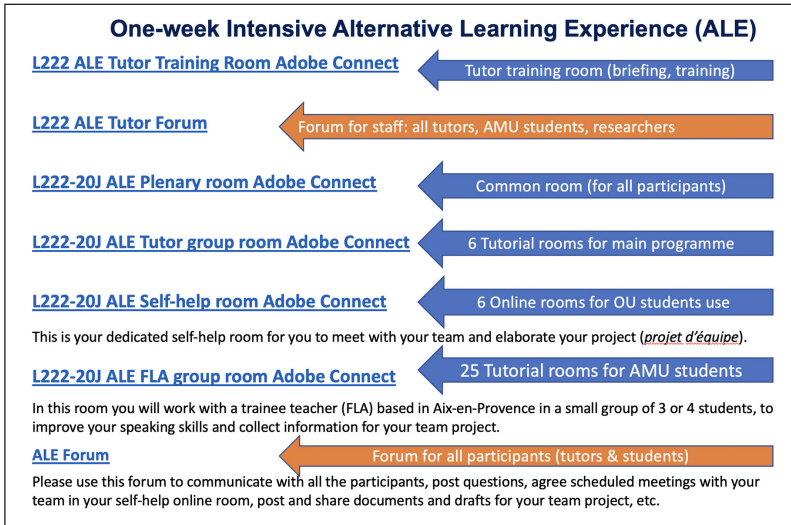 One-week Intensive Alternative Learning Experience (ALE)
L222 ALE Tutor Training Room Adobe Connect
Tutor training room (briefing, training)
L222 ALE Tutor Forum
Forum for staff: all tutors, AMU students, researchers
L222-20J ALE Plenary room Adobe Connect
Common room (for all participants)
L222-20J ALE Tutor group room Adobe Connect
6 Tutorial rooms for main programme
L222-20J ALE Self-help room Adobe Connect
6 Online rooms for OU students use
This is your dedicated self-help room for you to meet with your team and elaborate your project (projet d'équipe).
L222-20J ALE FLA group room Adobe Connect
25 Tutorial rooms for AMU students
In this room you will work with a trainee teacher (FLA) based in Aix-en-Provence in a small group of 3 or 4 students, to
improve your speaking skills and collect information for your team project.
ALE Forum
Forum for all participants (tutors & students)
Please use this forum to communicate with all the participants, post questions, agree scheduled meetings with your
team in your self-help online room, post and share documents and drafts for your team project, etc.